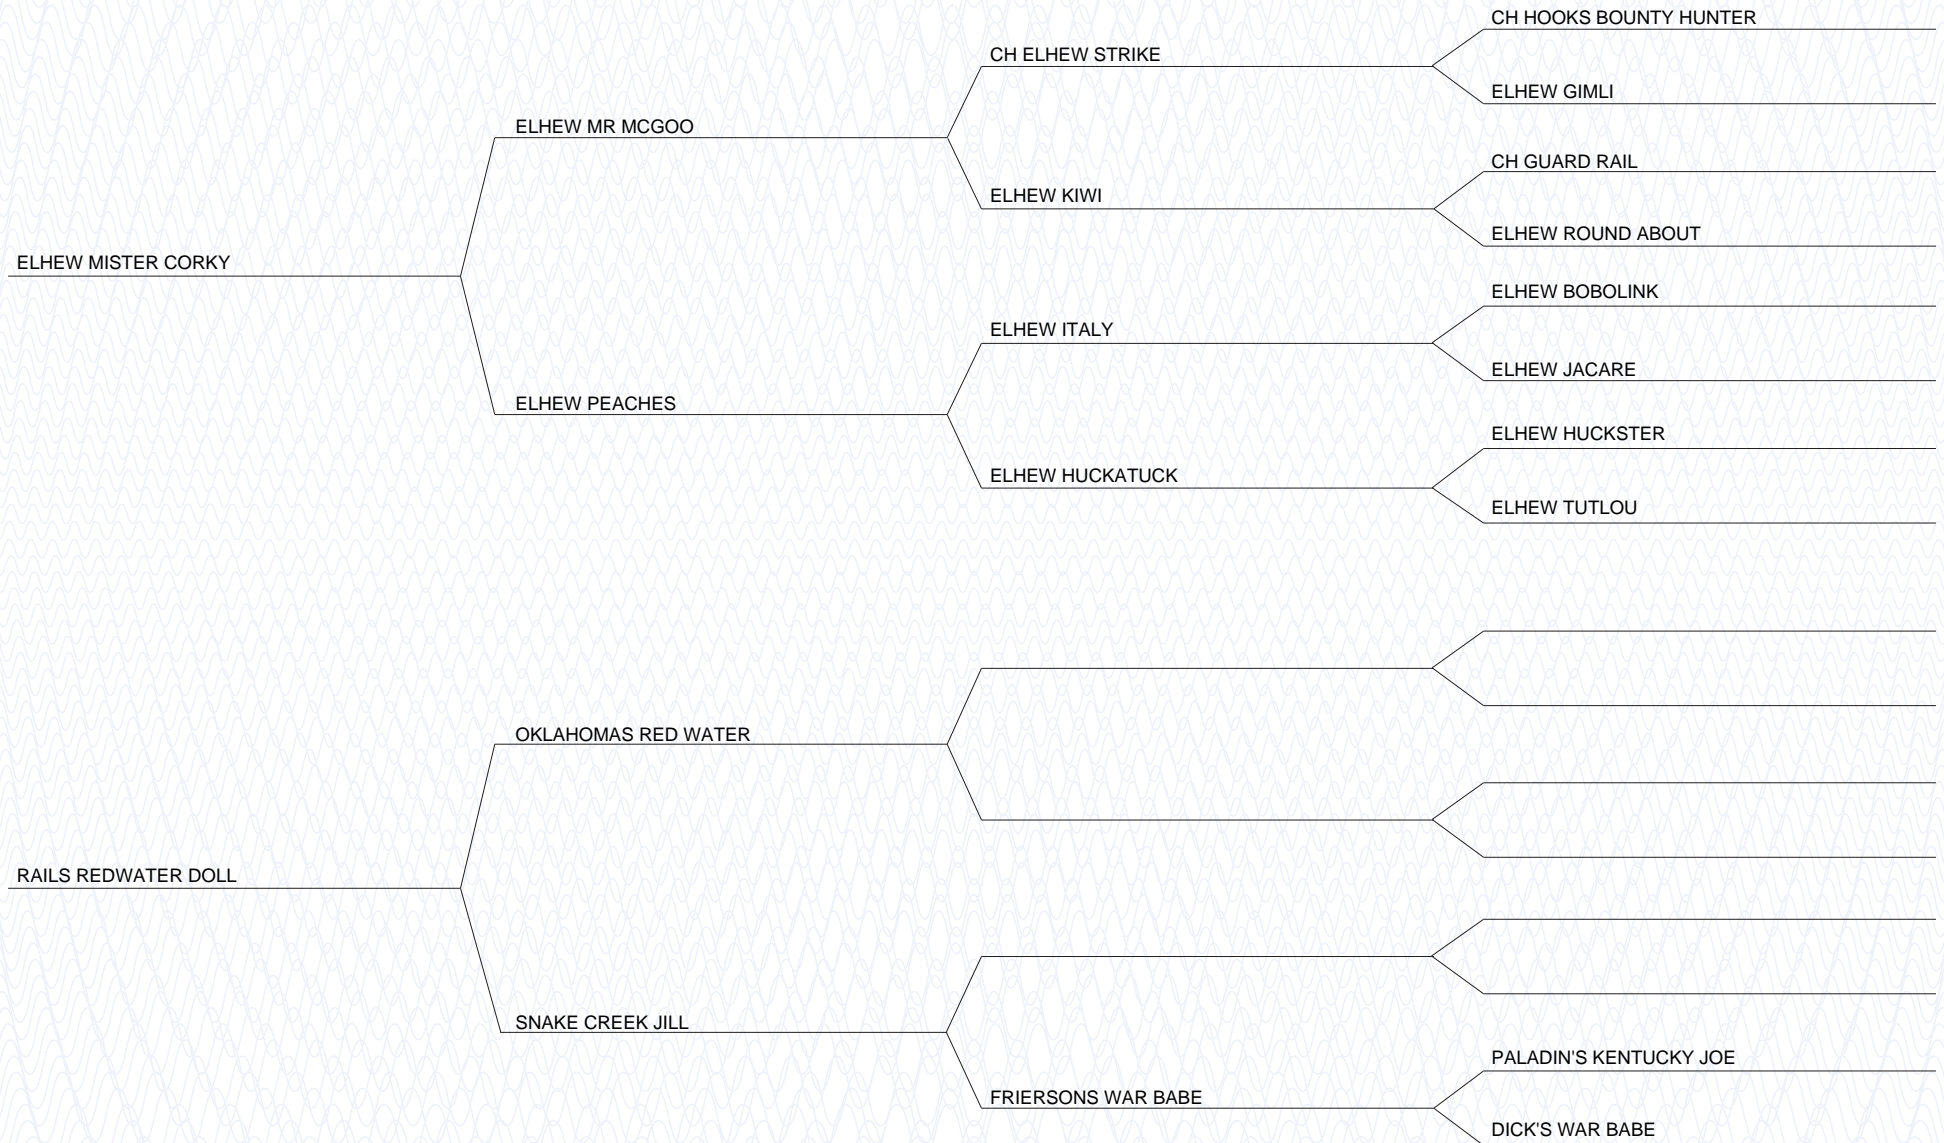 CH HOOKS BOUNTY HUNTER
CH ELHEW STRIKE
ELHEW GIMLI
ELHEW MR MCGOO
CH GUARD RAIL
ELHEW KIWI
ELHEW ROUND ABOUT
ELHEW MISTER CORKY
ELHEW BOBOLINK
ELHEW ITALY
ELHEW JACARE
ELHEW PEACHES
ELHEW HUCKSTER
ELHEW HUCKATUCK
ELHEW TUTLOU
OKLAHOMAS RED WATER
RAILS REDWATER DOLL
SNAKE CREEK JILL
PALADIN'S KENTUCKY JOE
FRIERSONS WAR BABE
DICK'S WAR BABE